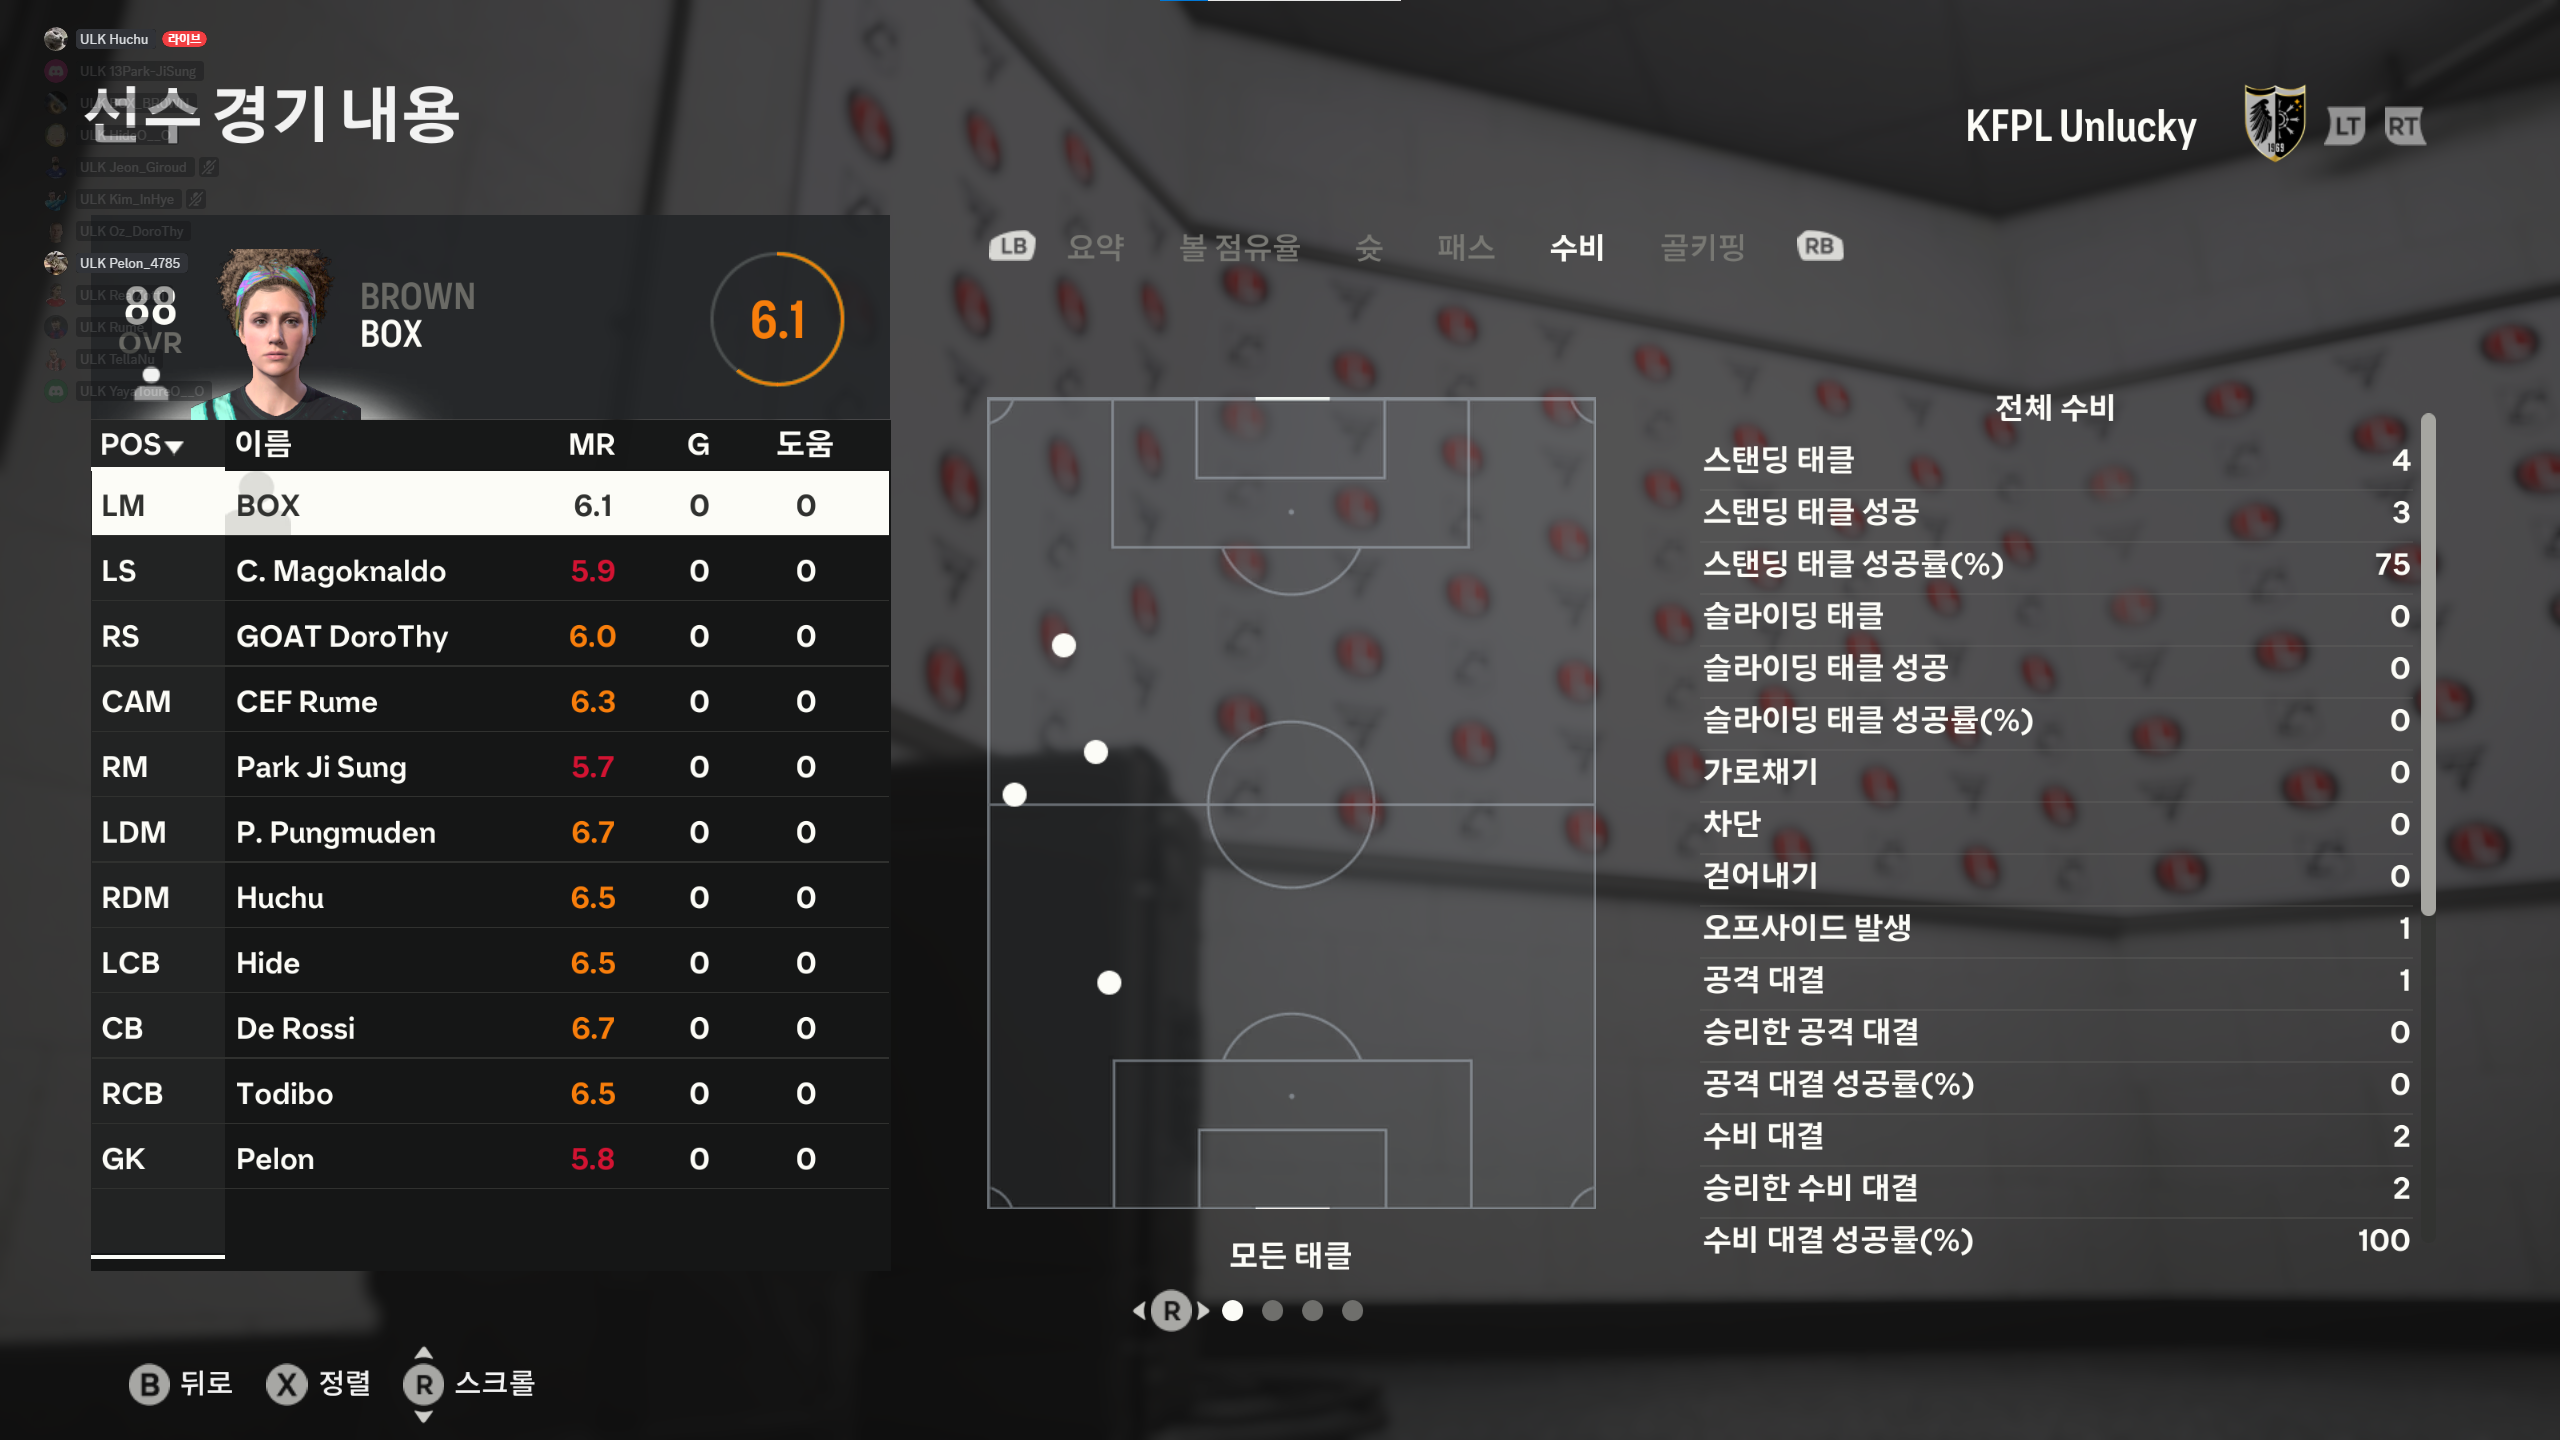 ULK Huchu 라이브
ULK 13Park-JiSung
선수 경기 내용
ULK HideO__O
ULK Jeon_Giroud
ULK Kim_InHye
ULK Oz_DoroThy
ULK Pelon_4785
ULK Rume
ULK TellaNu
ULK YayaToureO__O
KFPL Unlucky
1969
LT RT
LB 요약 볼 점유율 슛 패스 수비 골키핑 RB
88
OVR
BROWN
BOX
6.1
POS 이름 MR G 도움
LM BOX 6.1 0 0
LS C. Magoknaldo 5.9 0 0
RS GOAT DoroThy 6.0 0 0
CAM CEF Rume 6.3 0 0
RM Park Ji Sung 5.7 0 0
LDM P. Pungmuden 6.7 0 0
RDM Huchu 6.5 0 0
LCB Hide 6.5 0 0
CB De Rossi 6.7 0 0
RCB Todibo 6.5 0 0
GK Pelon 5.8 0 0
모든 태클
R
전체 수비
스탠딩 태클 4
스탠딩 태클 성공 3
스탠딩 태클 성공률(%) 75
슬라이딩 태클 0
슬라이딩 태클 성공 0
슬라이딩 태클 성공률(%) 0
가로채기 0
차단 0
걷어내기 0
오프사이드 발생 1
공격 대결 1
승리한 공격 대결 0
공격 대결 성공률(%) 0
수비 대결 2
승리한 수비 대결 2
수비 대결 성공률(%) 100
B 뒤로 X 정렬 R 스크롤